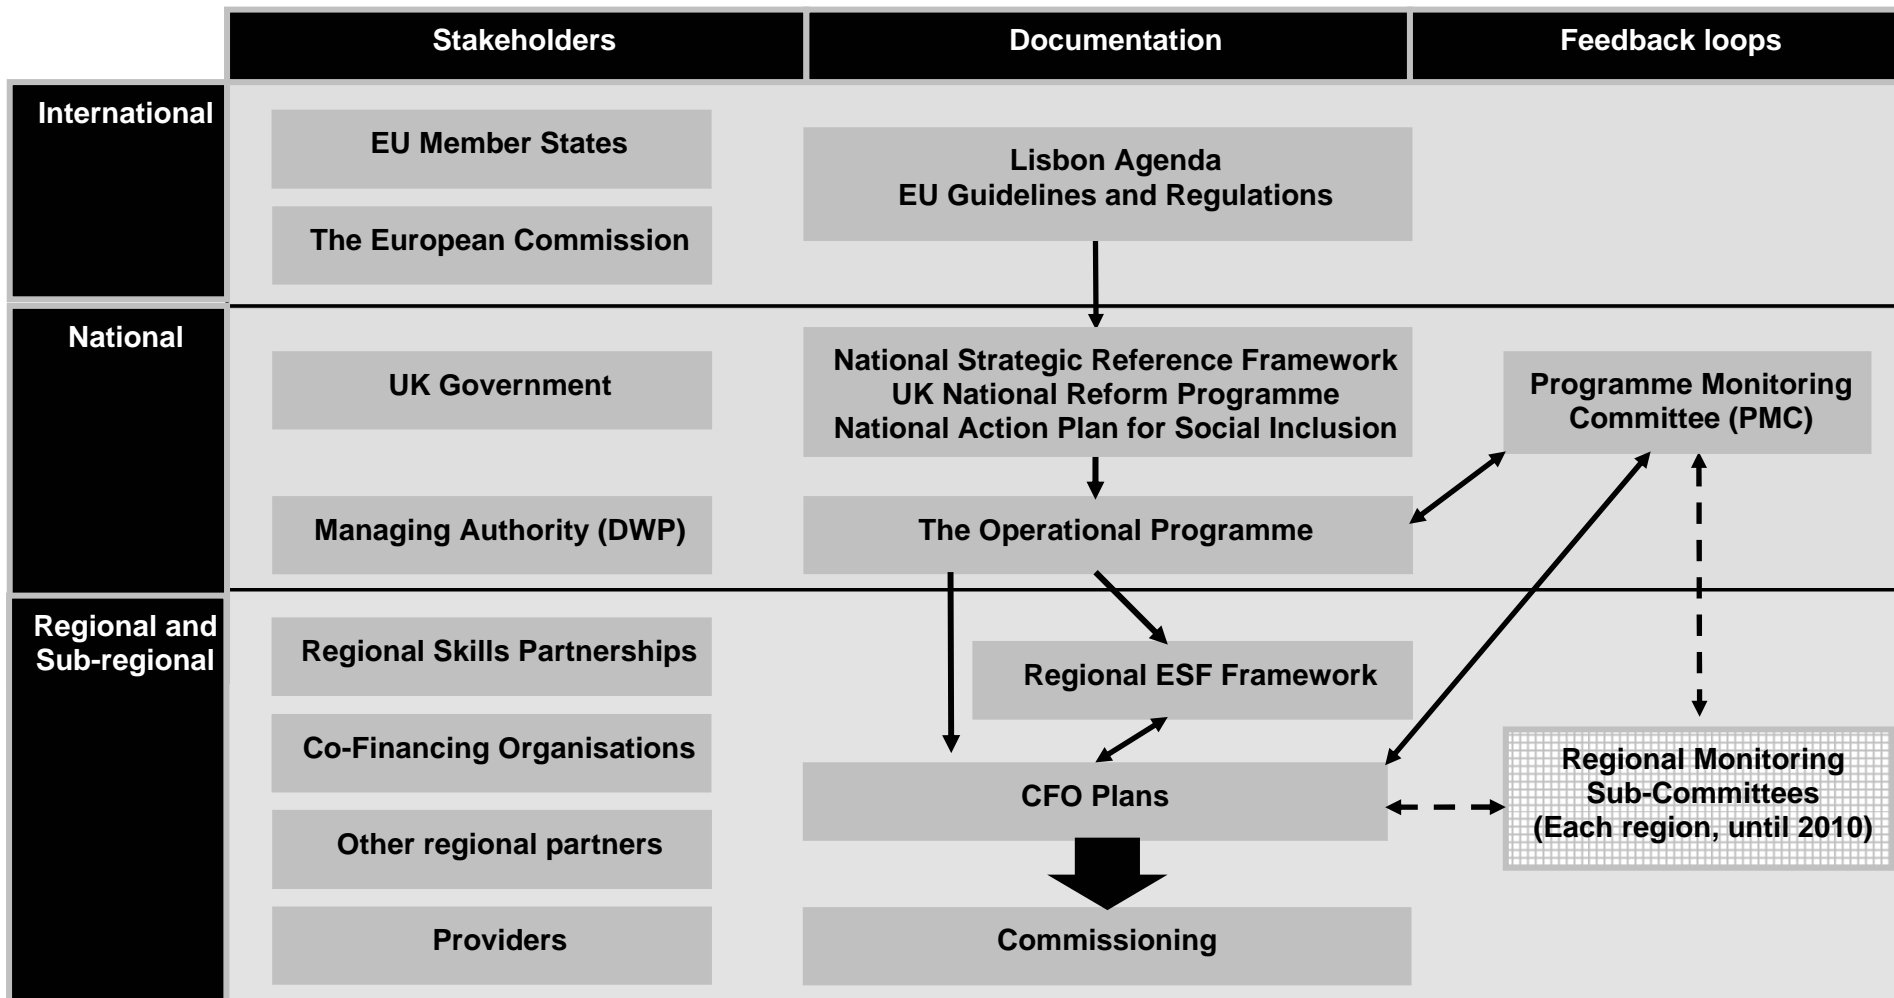 Stakeholders
Documentation
Feedback loops
International
EU Member States
The European Commission
Lisbon Agenda
EU Guidelines and Regulations
National
UK Government
Managing Authority (DWP)
National Strategic Reference Framework
UK National Reform Programme
National Action Plan for Social Inclusion
The Operational Programme
Programme Monitoring
Committee (PMC)
Regional and
Sub-regional
Regional Skills Partnerships
Co-Financing Organisations
Other regional partners
Providers
Regional ESF Framework
CFO Plans
Commissioning
Regional Monitoring
Sub-Committees
(Each region, until 2010)